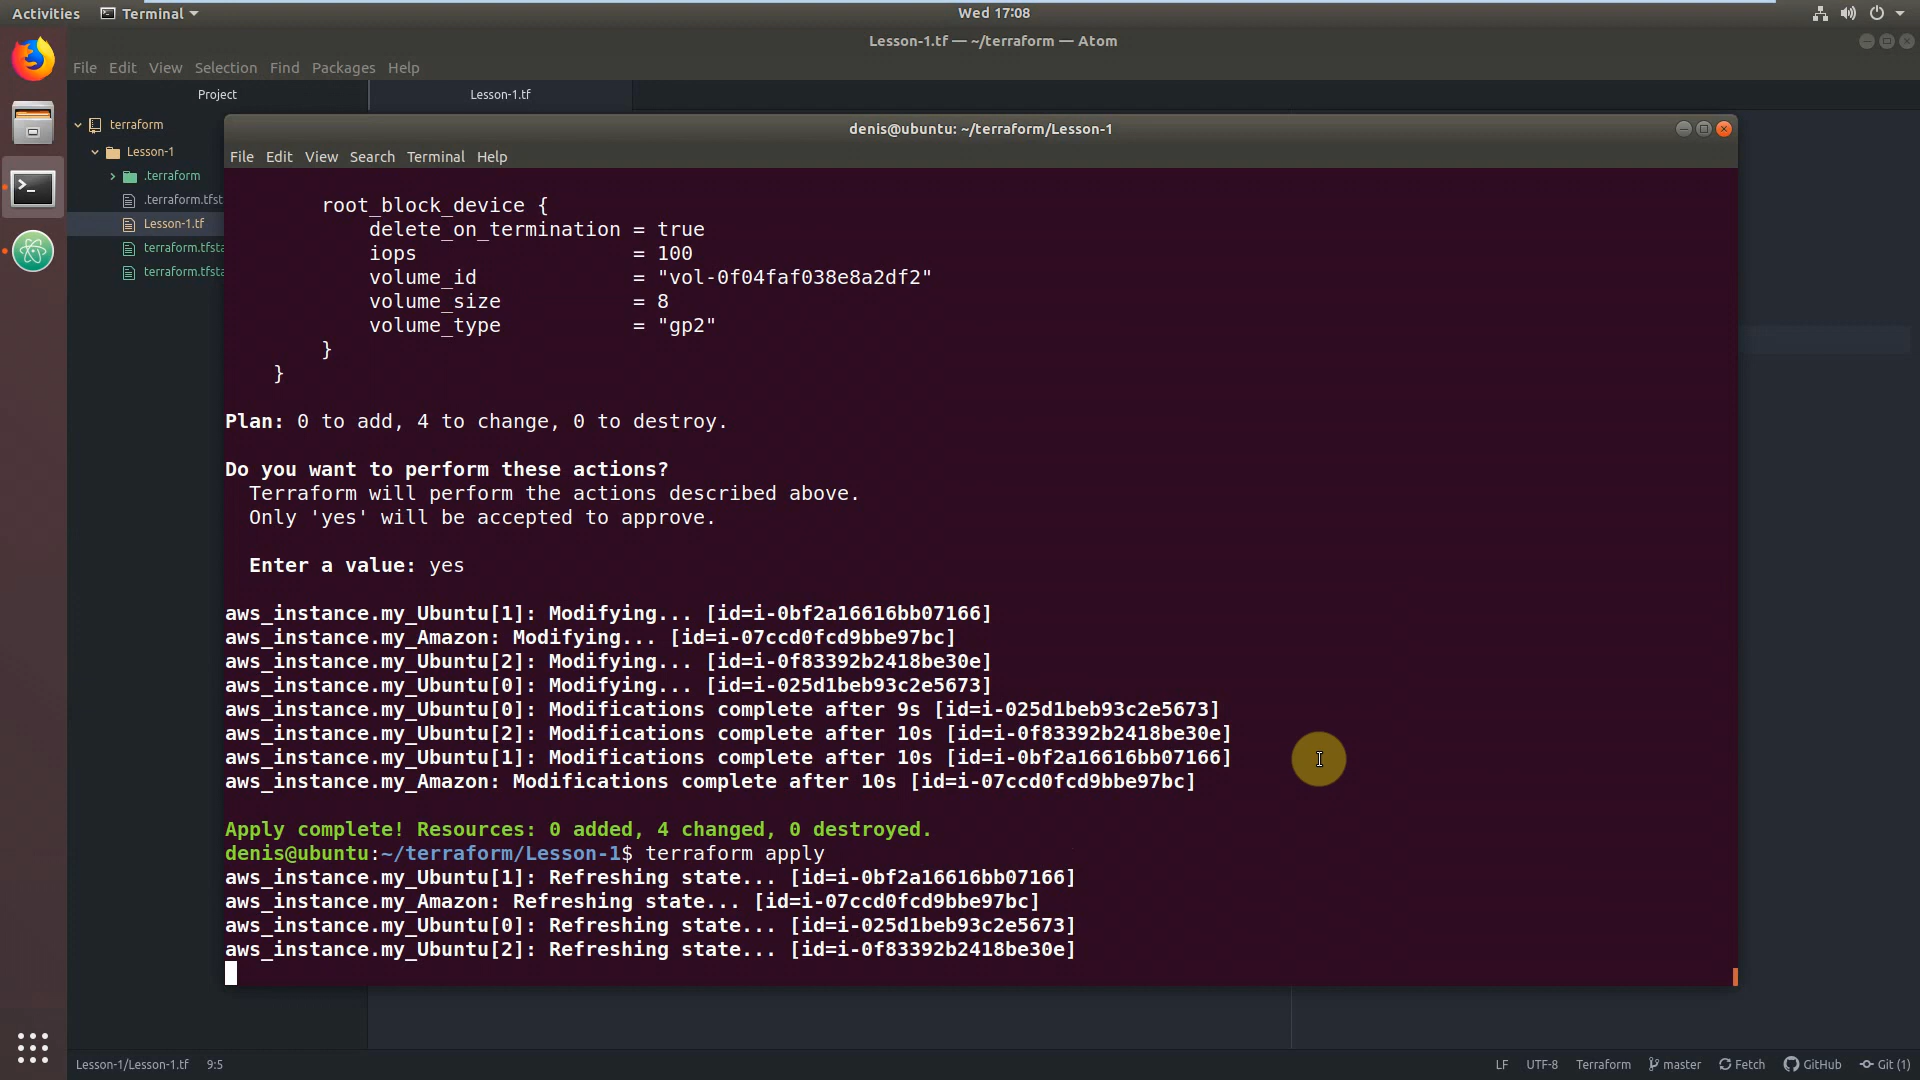 Activities Terminal Wed 17:08
Lesson-1.tf — ~/terraform — Atom
File Edit View Selection Find Packages Help
Project Lesson-1.tf
terraform
Lesson-1
.terraform
.terraform.tfst
Lesson-1.tf
terraform.tfsta
terraform.tfsta
denis@ubuntu: ~/terraform/Lesson-1
File Edit View Search Terminal Help
root_block_device {
delete_on_termination = true
iops = 100
volume_id = "vol-0f04faf038e8a2df2"
volume_size = 8
volume_type = "gp2"
}
}
Plan: 0 to add, 4 to change, 0 to destroy.
Do you want to perform these actions?
Terraform will perform the actions described above.
Only 'yes' will be accepted to approve.
Enter a value: yes
aws_instance.my_Ubuntu[1]: Modifying... [id=i-0bf2a16616bb07166]
aws_instance.my_Amazon: Modifying... [id=i-07ccd0fcd9bbe97bc]
aws_instance.my_Ubuntu[2]: Modifying... [id=i-0f83392b2418be30e]
aws_instance.my_Ubuntu[0]: Modifying... [id=i-025d1beb93c2e5673]
aws_instance.my_Ubuntu[0]: Modifications complete after 9s [id=i-025d1beb93c2e5673]
aws_instance.my_Ubuntu[2]: Modifications complete after 10s [id=i-0f83392b2418be30e]
aws_instance.my_Ubuntu[1]: Modifications complete after 10s [id=i-0bf2a16616bb07166]
aws_instance.my_Amazon: Modifications complete after 10s [id=i-07ccd0fcd9bbe97bc]
Apply complete! Resources: 0 added, 4 changed, 0 destroyed.
denis@ubuntu:~/terraform/Lesson-1$ terraform apply
aws_instance.my_Ubuntu[1]: Refreshing state... [id=i-0bf2a16616bb07166]
aws_instance.my_Amazon: Refreshing state... [id=i-07ccd0fcd9bbe97bc]
aws_instance.my_Ubuntu[0]: Refreshing state... [id=i-025d1beb93c2e5673]
aws_instance.my_Ubuntu[2]: Refreshing state... [id=i-0f83392b2418be30e]
Lesson-1/Lesson-1.tf 9:5 LF UTF-8 Terraform master Fetch GitHub Git (1)